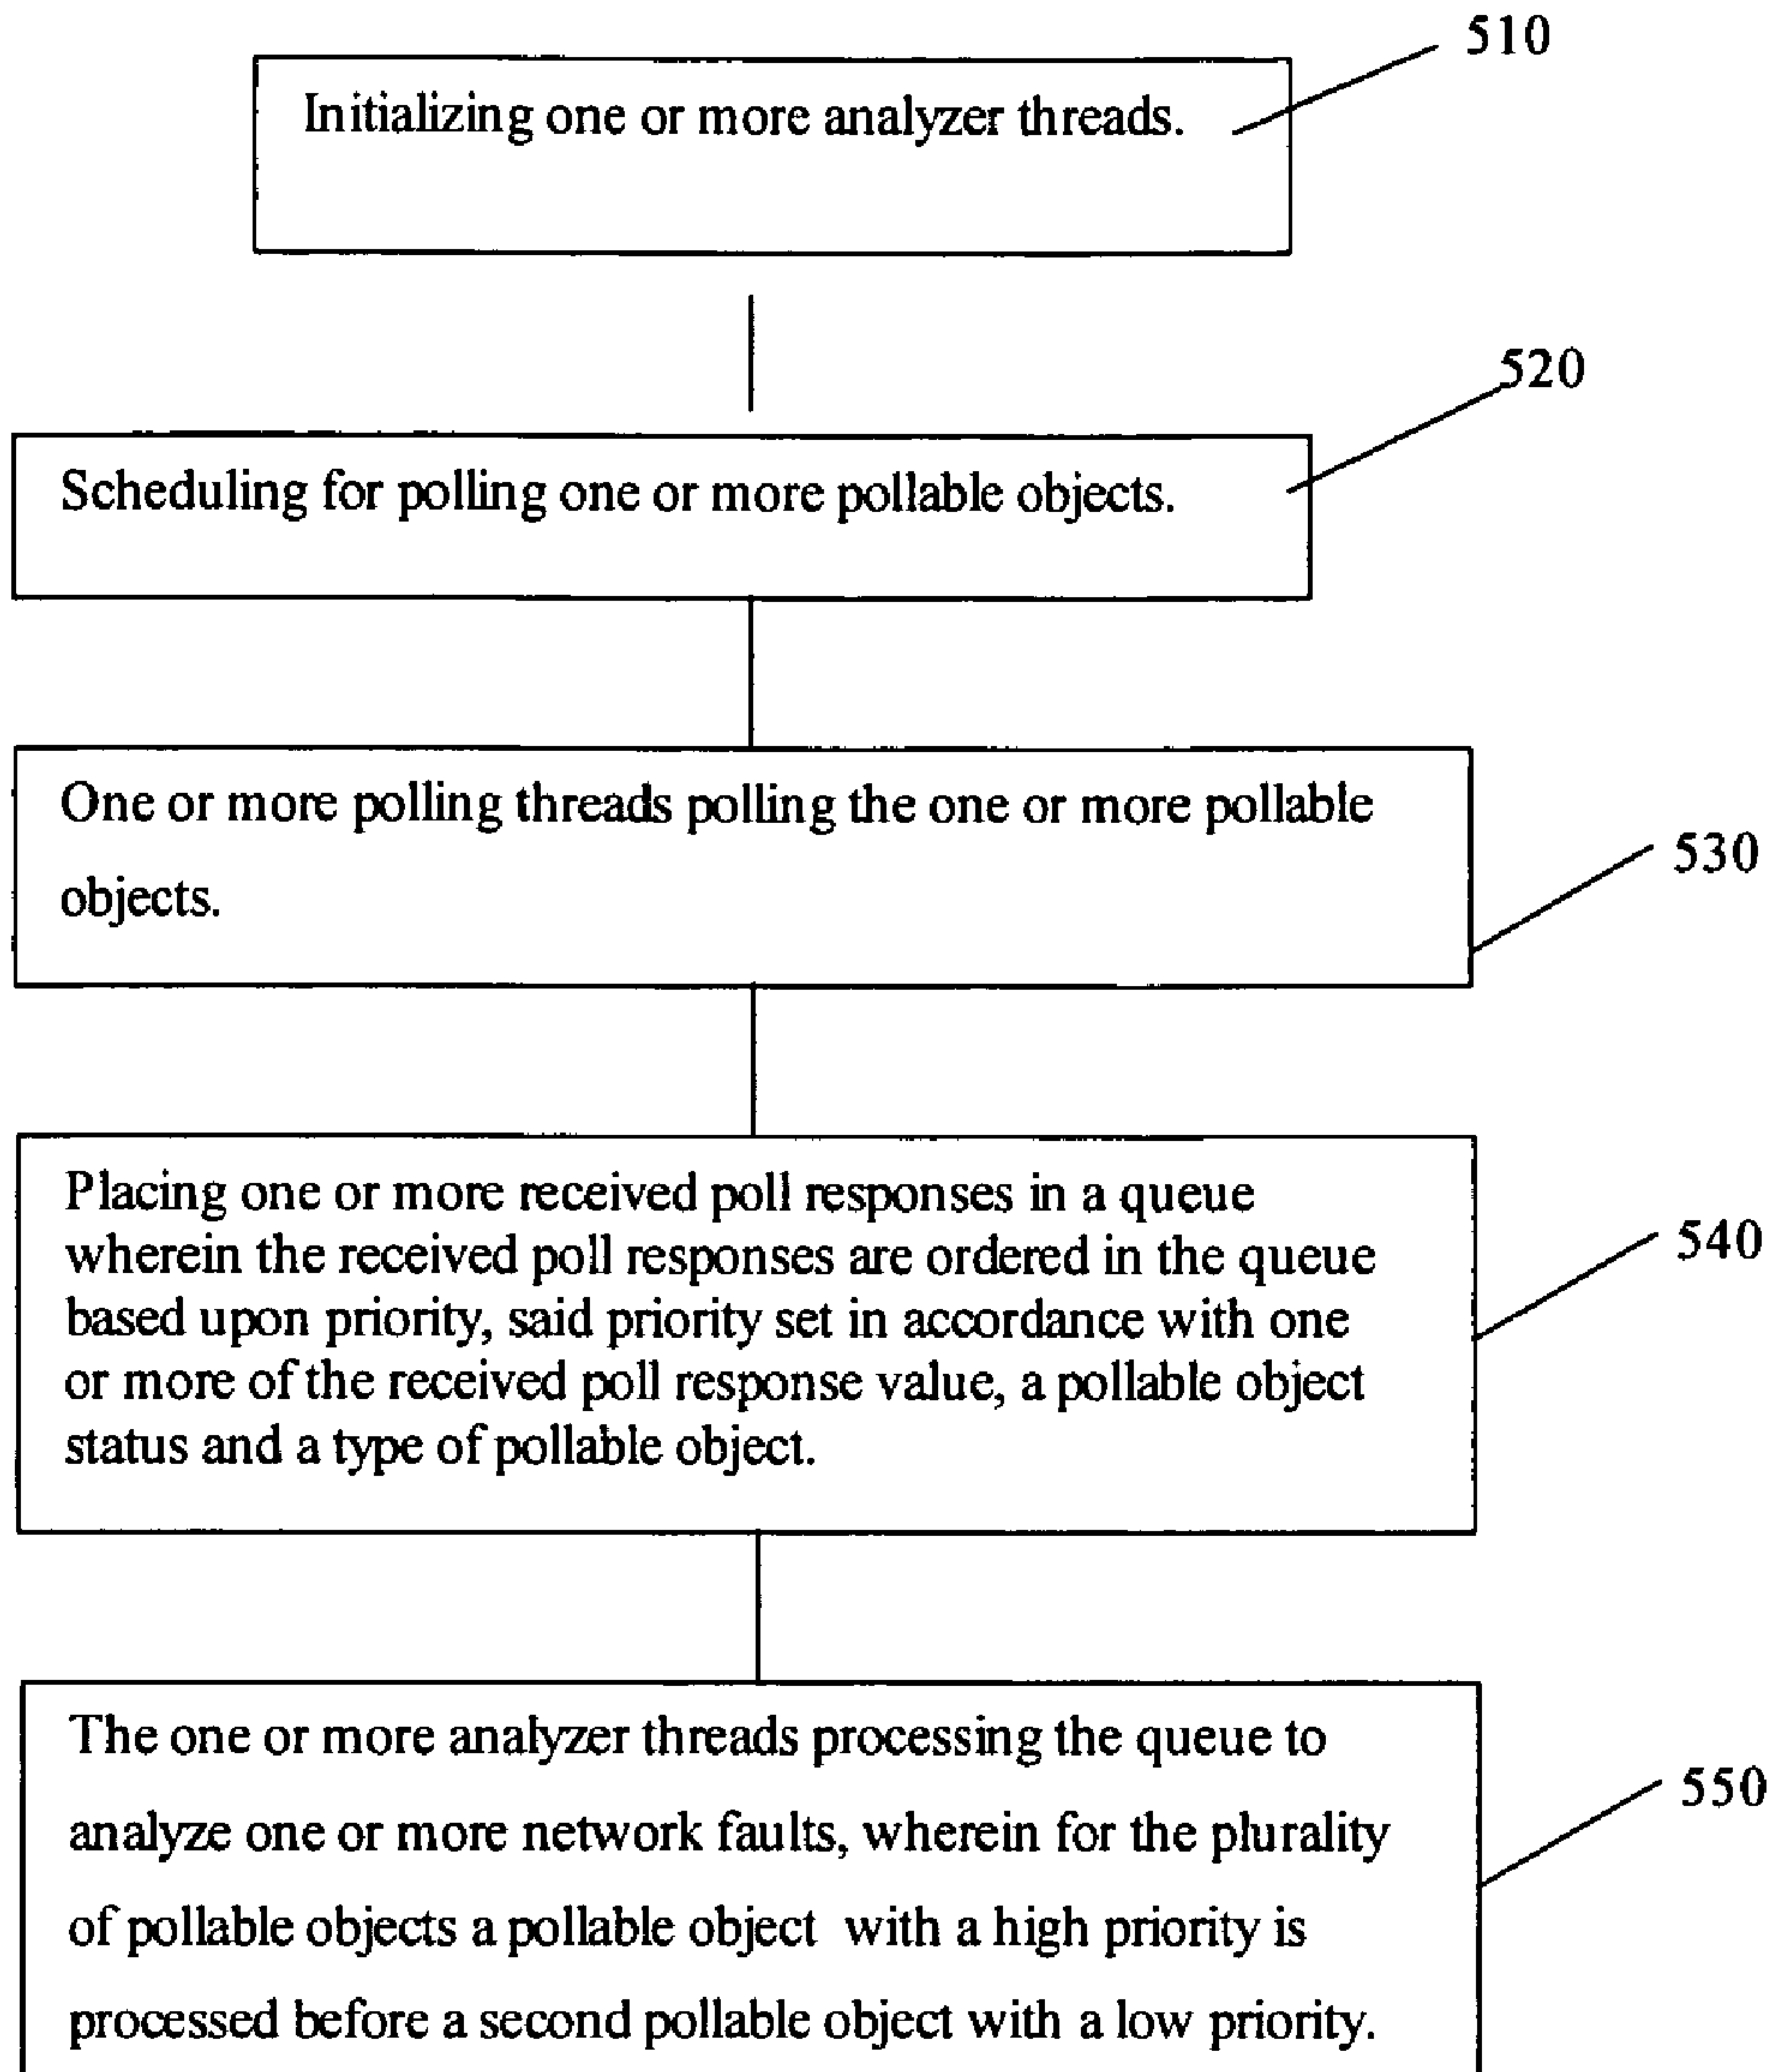 510
Initializing one or more analyzer threads.
520
Scheduling for polling one or more pollable objects.
One or more polling threads polling the one or more pollable
objects.
530
Placing one or more received poll responses in a queue
wherein the received poll responses are ordered in the queue
based upon priority, said priority set in accordance with one
or more of the received poll response value, a pollable object
status and a type of pollable object.
540
The one or more analyzer threads processing the queue to
analyze one or more network faults, wherein for the plurality
of pollable objects a pollable object with a high priority is
processed before a second pollable object with a low priority.
550